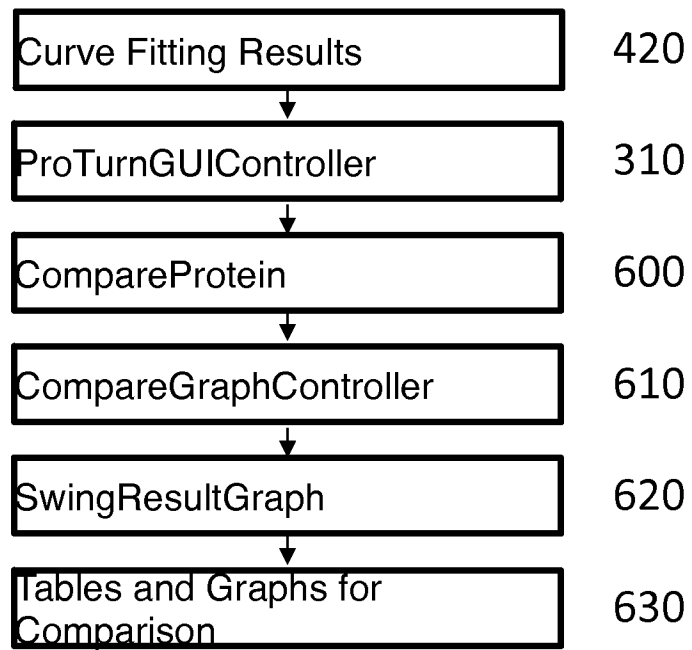 Curve Fitting Results 420
ProTurnGUIController 310
CompareProtein 600
CompareGraphController 610
SwingResultGraph 620
Tables and Graphs for
Comparison 630